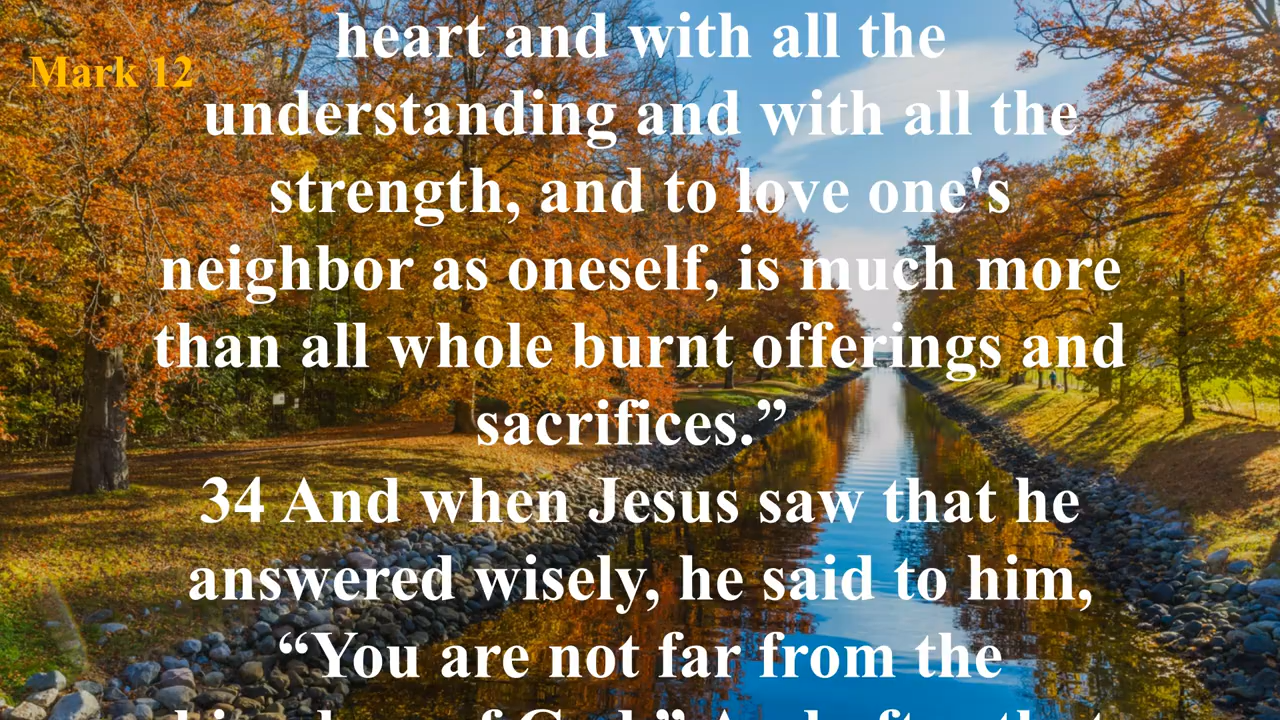 heart and with all the
Mark 12
understanding and with all the
strength, and to love one's
neighbor as oneself, is much more
than all whole burnt offerings and
sacrifices.”
34 And when Jesus saw that he
answered wisely, he said to him,
“You are not far from the